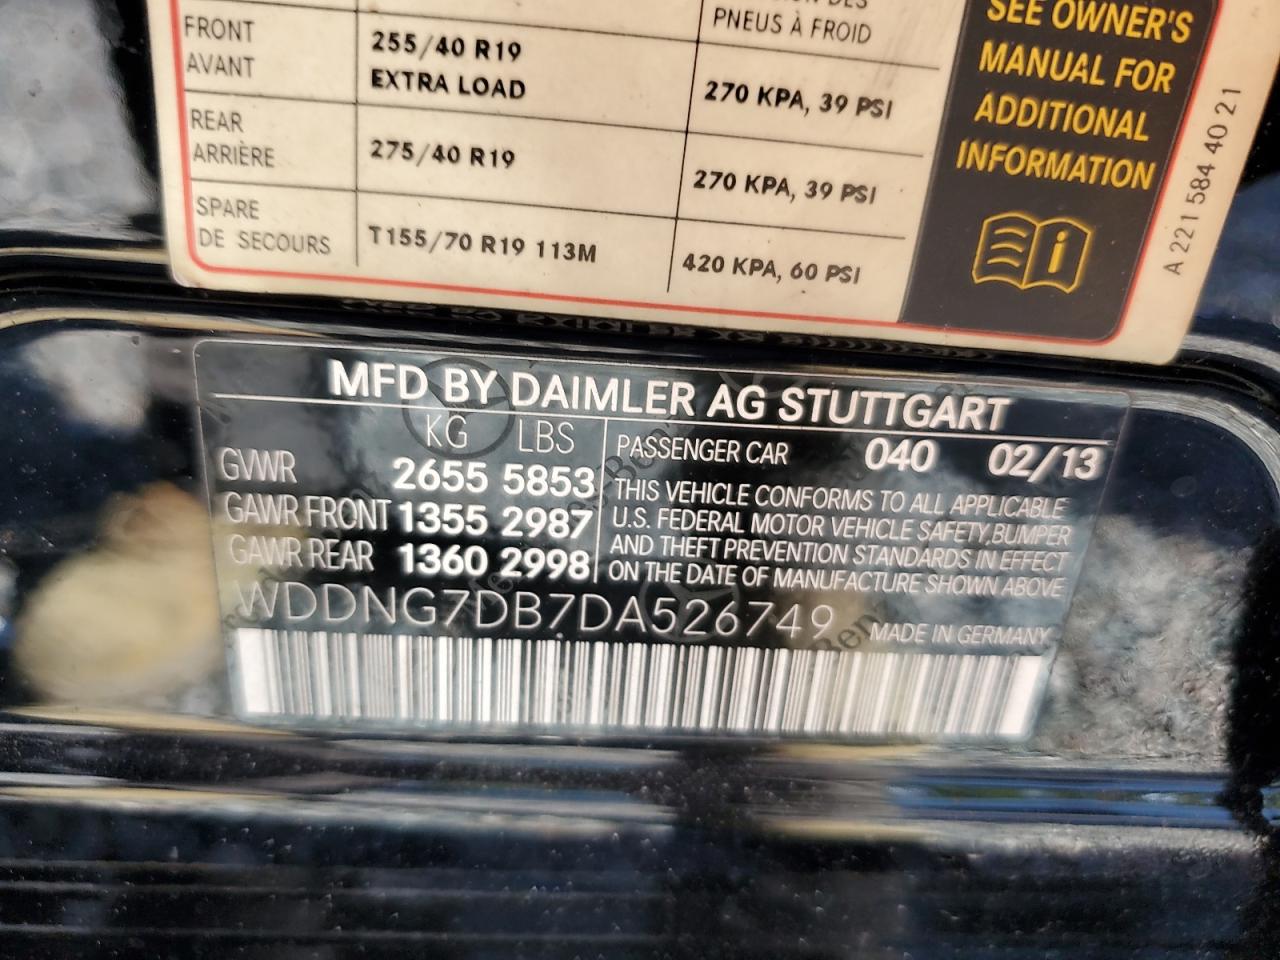 PNEUS À FROID
FRONT
AVANT
255/40 R19
EXTRA LOAD
270 KPA, 39 PSI
REAR
ARRIÈRE
275/40 R19
270 KPA, 39 PSI
SPARE
DE SECOURS
T155/70 R19 113M
420 KPA, 60 PSI
SEE OWNER'S
MANUAL FOR
ADDITIONAL
INFORMATION
A 221 584 40 21
MFD BY DAIMLER AG STUTTGART
KG LBS
GVWR 2655 5853
GAWR FRONT 1355 2987
GAWR REAR 1360 2998
PASSENGER CAR 040 02/13
THIS VEHICLE CONFORMS TO ALL APPLICABLE
U.S. FEDERAL MOTOR VEHICLE SAFETY,BUMPER
AND THEFT PREVENTION STANDARDS IN EFFECT
ON THE DATE OF MANUFACTURE SHOWN ABOVE
WDDNG7DB7DA526749
MADE IN GERMANY